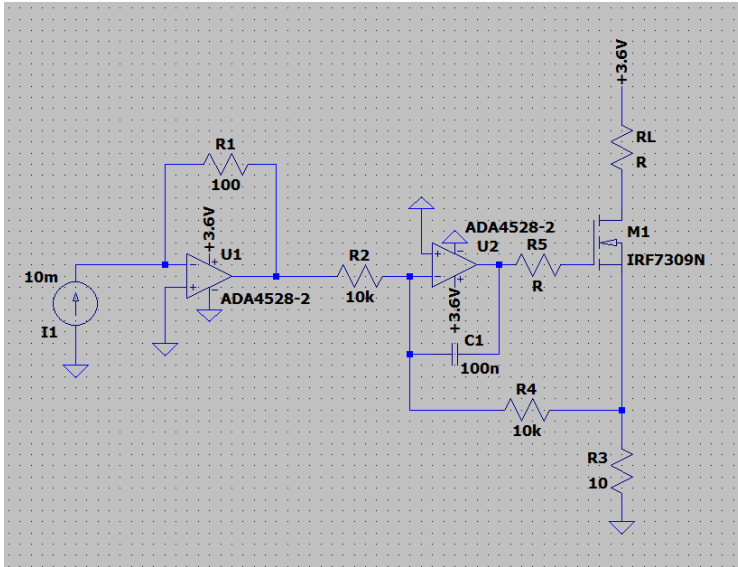 +3.6V
RL
R
R1
100
+3.6V
U1
ADA4528-2
10m
I1
R2
10k
ADA4528-2
U2
+3.6V
C1
100n
R5
R
M1
IRF7309N
R4
10k
R3
10